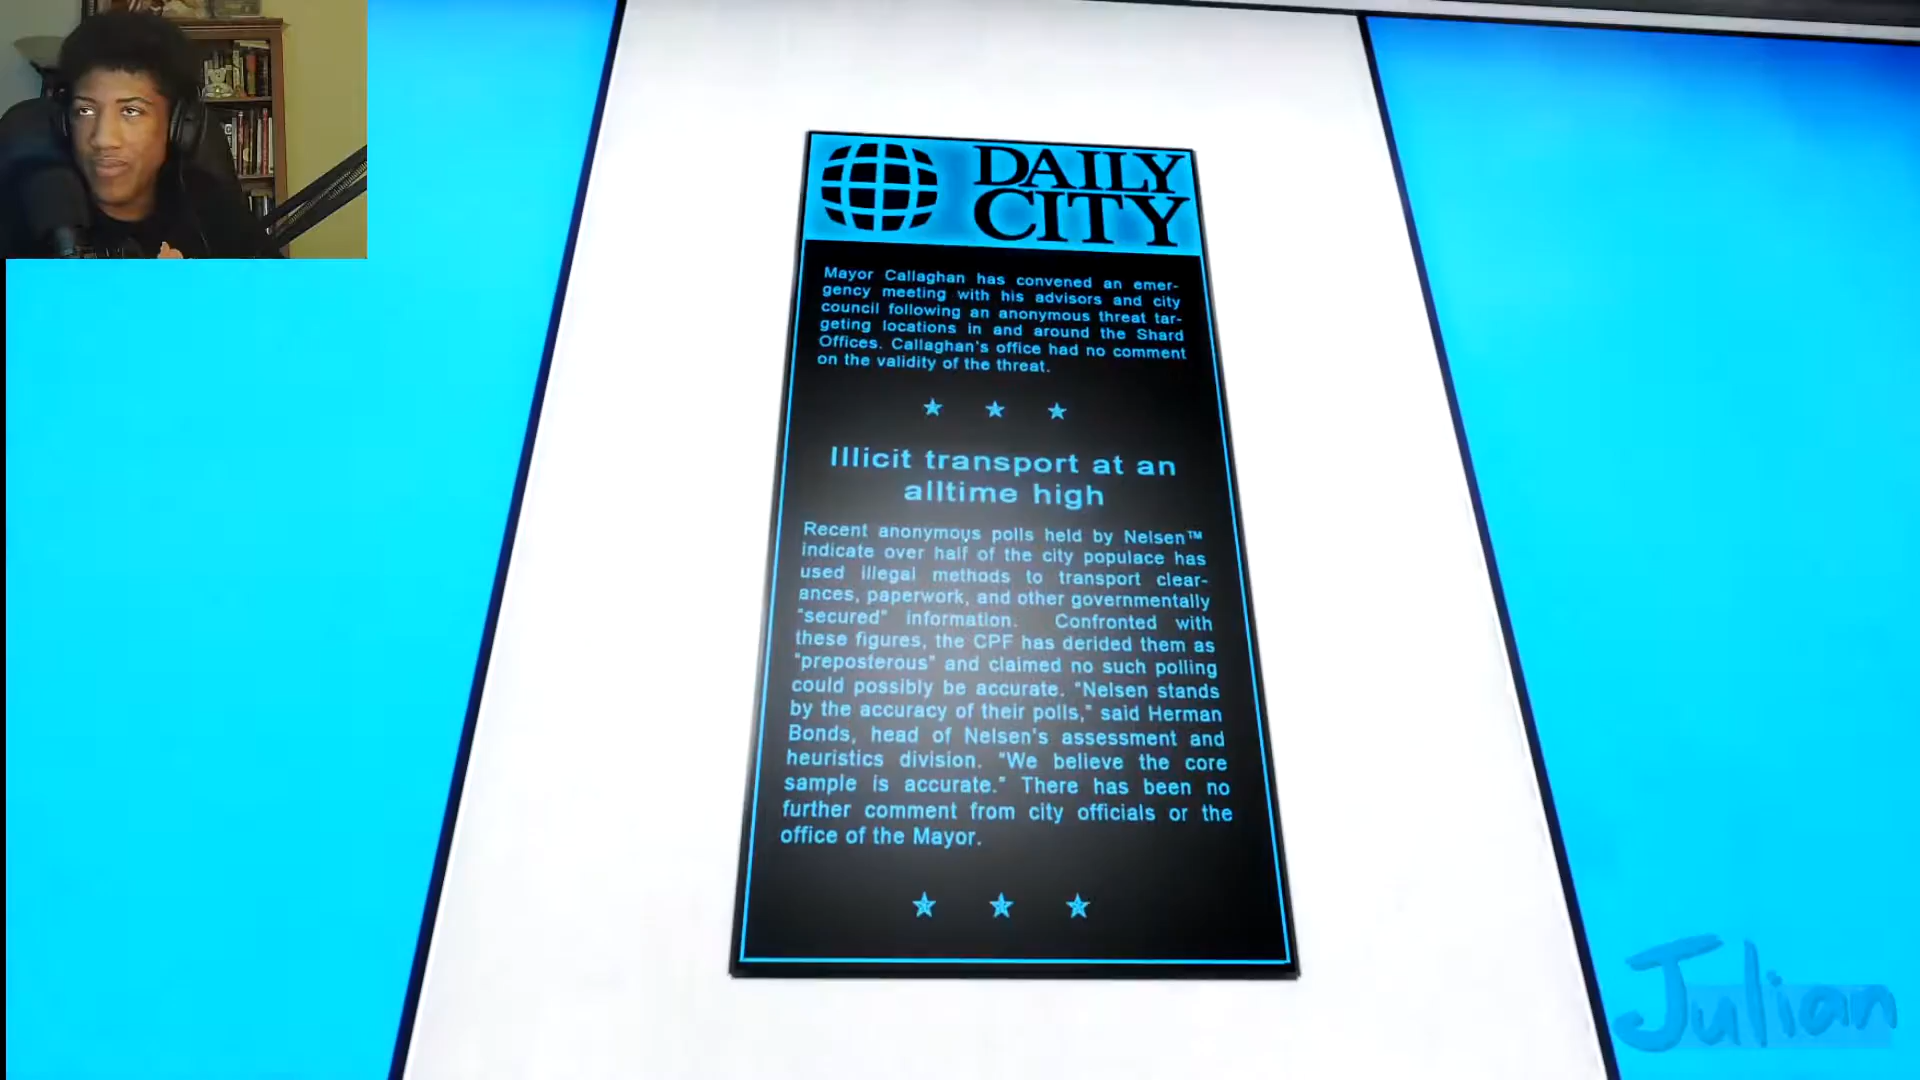 DAILY
CITY
Mayor Callaghan has convened an emer-
gency meeting with his advisors and city
council following an anonymous threat tar-
geting locations in and around the Shard
Offices. Callaghan's office had no comment
on the validity of the threat.
Illicit transport at an
alltime high
Recent anonymous polls held by Nelsen™
indicate over half of the city populace has
used illegal methods to transport clear-
ances, paperwork, and other governmentally
"secured" information. Confronted with
these figures, the CPF has derided them as
"preposterous" and claimed no such polling
could possibly be accurate. "Nelsen stands
by the accuracy of their polls," said Herman
Bonds, head of Nelsen's assessment and
heuristics division. "We believe the core
sample is accurate." There has been no
further comment from city officials or the
office of the Mayor.
Julian